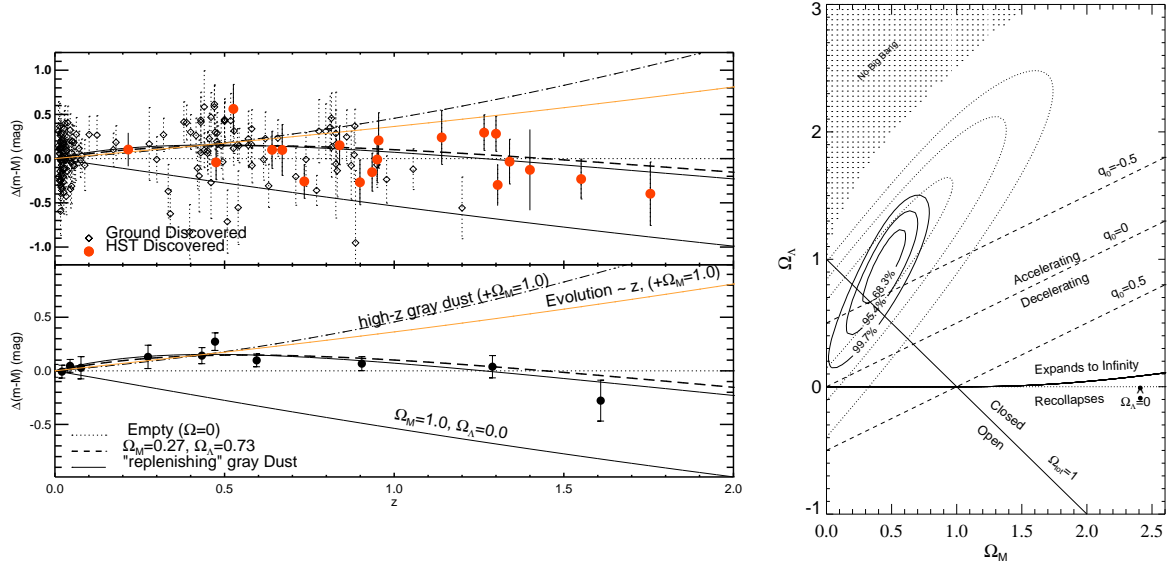 1.0
0.5
0.0
-0.5
-1.0
Δ(m-M) (mag)
Ground Discovered
HST Discovered
0.5
0.0
-0.5
Δ(m-M) (mag)
high-z gray dust (+Ω_M=1.0)
Evolution ~ z, (+Ω_M=1.0)
Ω_M=1.0, Ω_Λ=0.0
Empty (Ω=0)
Ω_M=0.27, Ω_Λ=0.73
"replenishing" gray Dust
0.0 0.5 1.0 1.5 2.0
z
3
2
1
0
-1
Ω_Λ
No Big Bang
68.3%
95.4%
99.7%
q_0=-0.5
q_0=0
q_0=0.5
Accelerating
Decelerating
Expands to Infinity
Recollapses
Ω_Λ=0
Closed
Open
Ω_tot=1
0.0 0.5 1.0 1.5 2.0 2.5
Ω_M